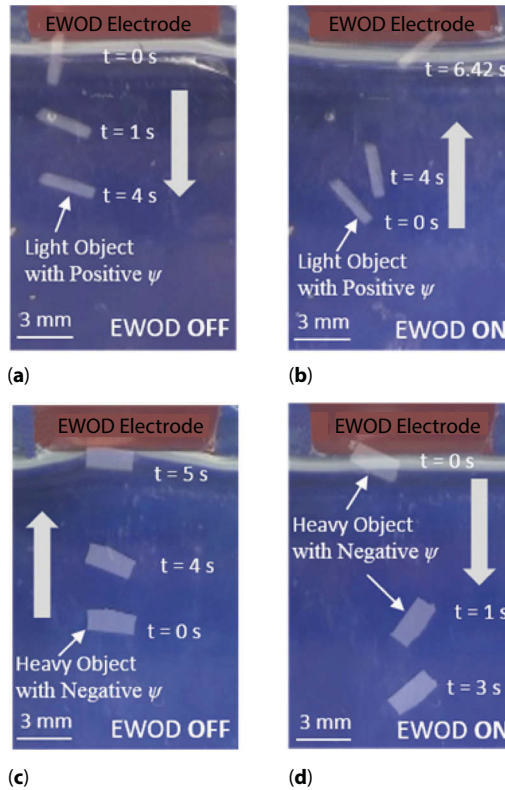 EWOD Electrode
t = 0 s
t = 1 s
t = 4 s
Light Object
with Positive ψ
3 mm
EWOD OFF
(a)
EWOD Electrode
t = 6.42 s
t = 4 s
t = 0 s
Light Object
with Positive ψ
3 mm
EWOD ON
(b)
EWOD Electrode
t = 5 s
t = 4 s
t = 0 s
Heavy Object
with Negative ψ
3 mm
EWOD OFF
(c)
EWOD Electrode
t = 0 s
Heavy Object
with Negative ψ
t = 1 s
t = 3 s
3 mm
EWOD ON
(d)